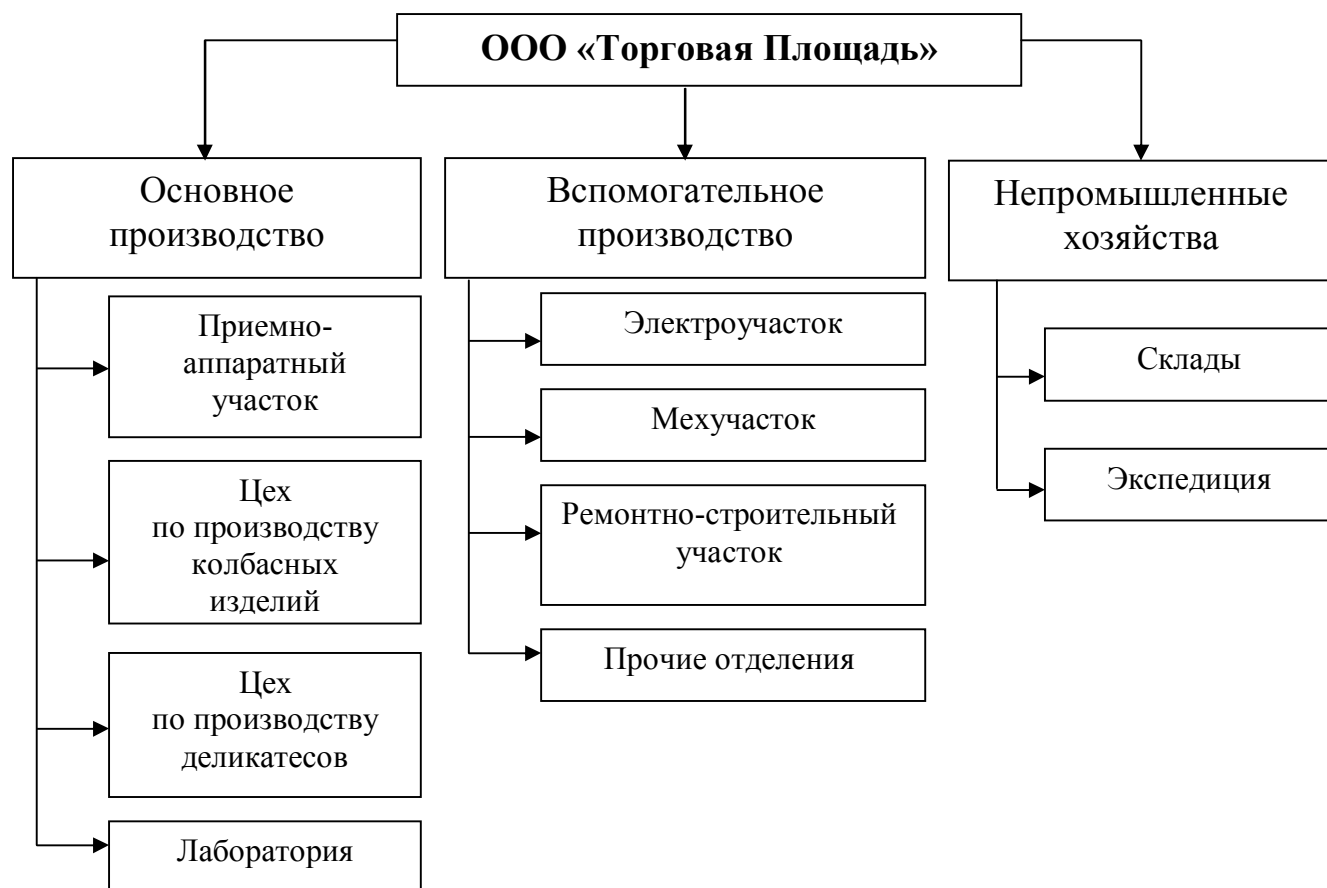 ООО «Торговая Площадь»
Основное
производство
Приемно-
аппаратный
участок
Цех
по производству
колбасных
изделий
Цех
по производству
деликатесов
Лаборатория
Вспомогательное
производство
Электроучасток
Мехучасток
Ремонтно-строительный
участок
Прочие отделения
Непромышленные
хозяйства
Склады
Экспедиция